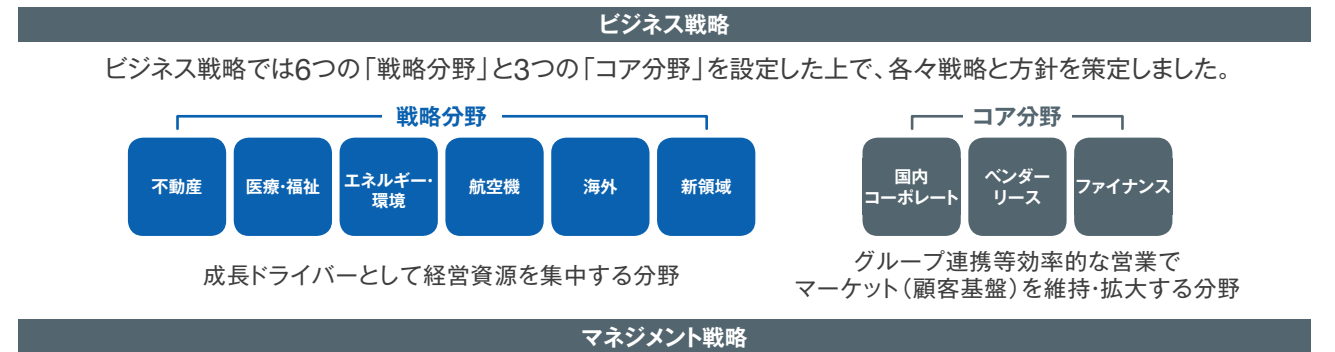 ビジネス戦略
ビジネス戦略では6つの「戦略分野」と3つの「コア分野」を設定した上で、各々戦略と方針を策定しました。
戦略分野
不動産
医療・福祉
エネルギー・
環境
航空機
海外
新領域
成長ドライバーとして経営資源を集中する分野
コア分野
国内
コーポレート
ベンダー
リース
ファイナンス
グループ連携等効率的な営業で
マーケット(顧客基盤)を維持・拡大する分野
マネジメント戦略